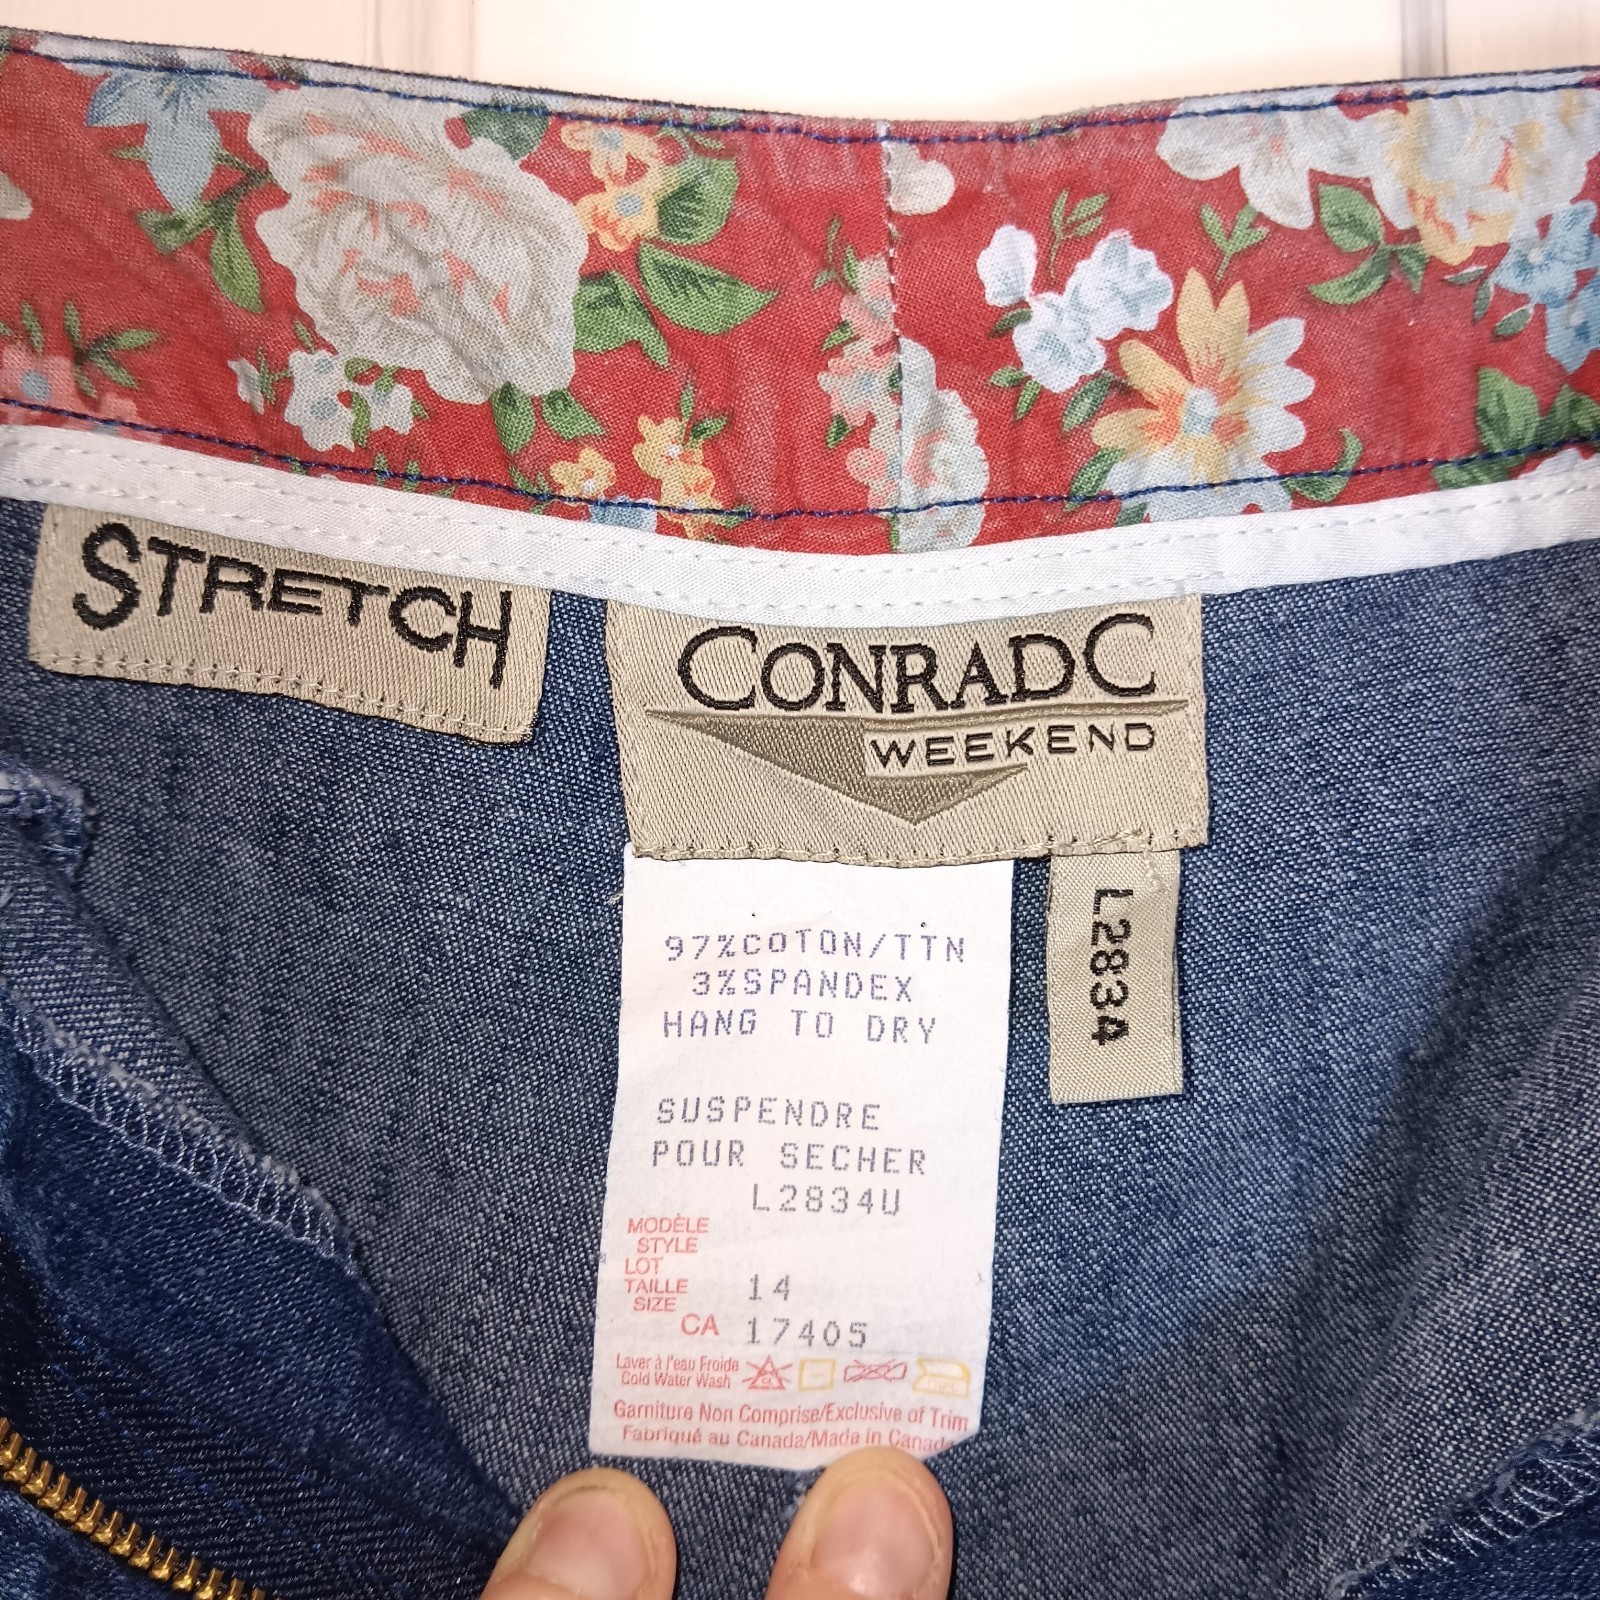 STRETCH
CONRAD C
WEEKEND
L2834
97%COTON/TTN
3%SPANDEX
HANG TO DRY
SUSPENDRE
POUR SECHER
L2834U
MODÈLE
STYLE
LOT
TAILLE 14
SIZE
CA 17405
Laver à l'eau Froide
Cold Water Wash
Garniture Non Comprise/Exclusive of Trim
Fabriqué au Canada/Made in Canada